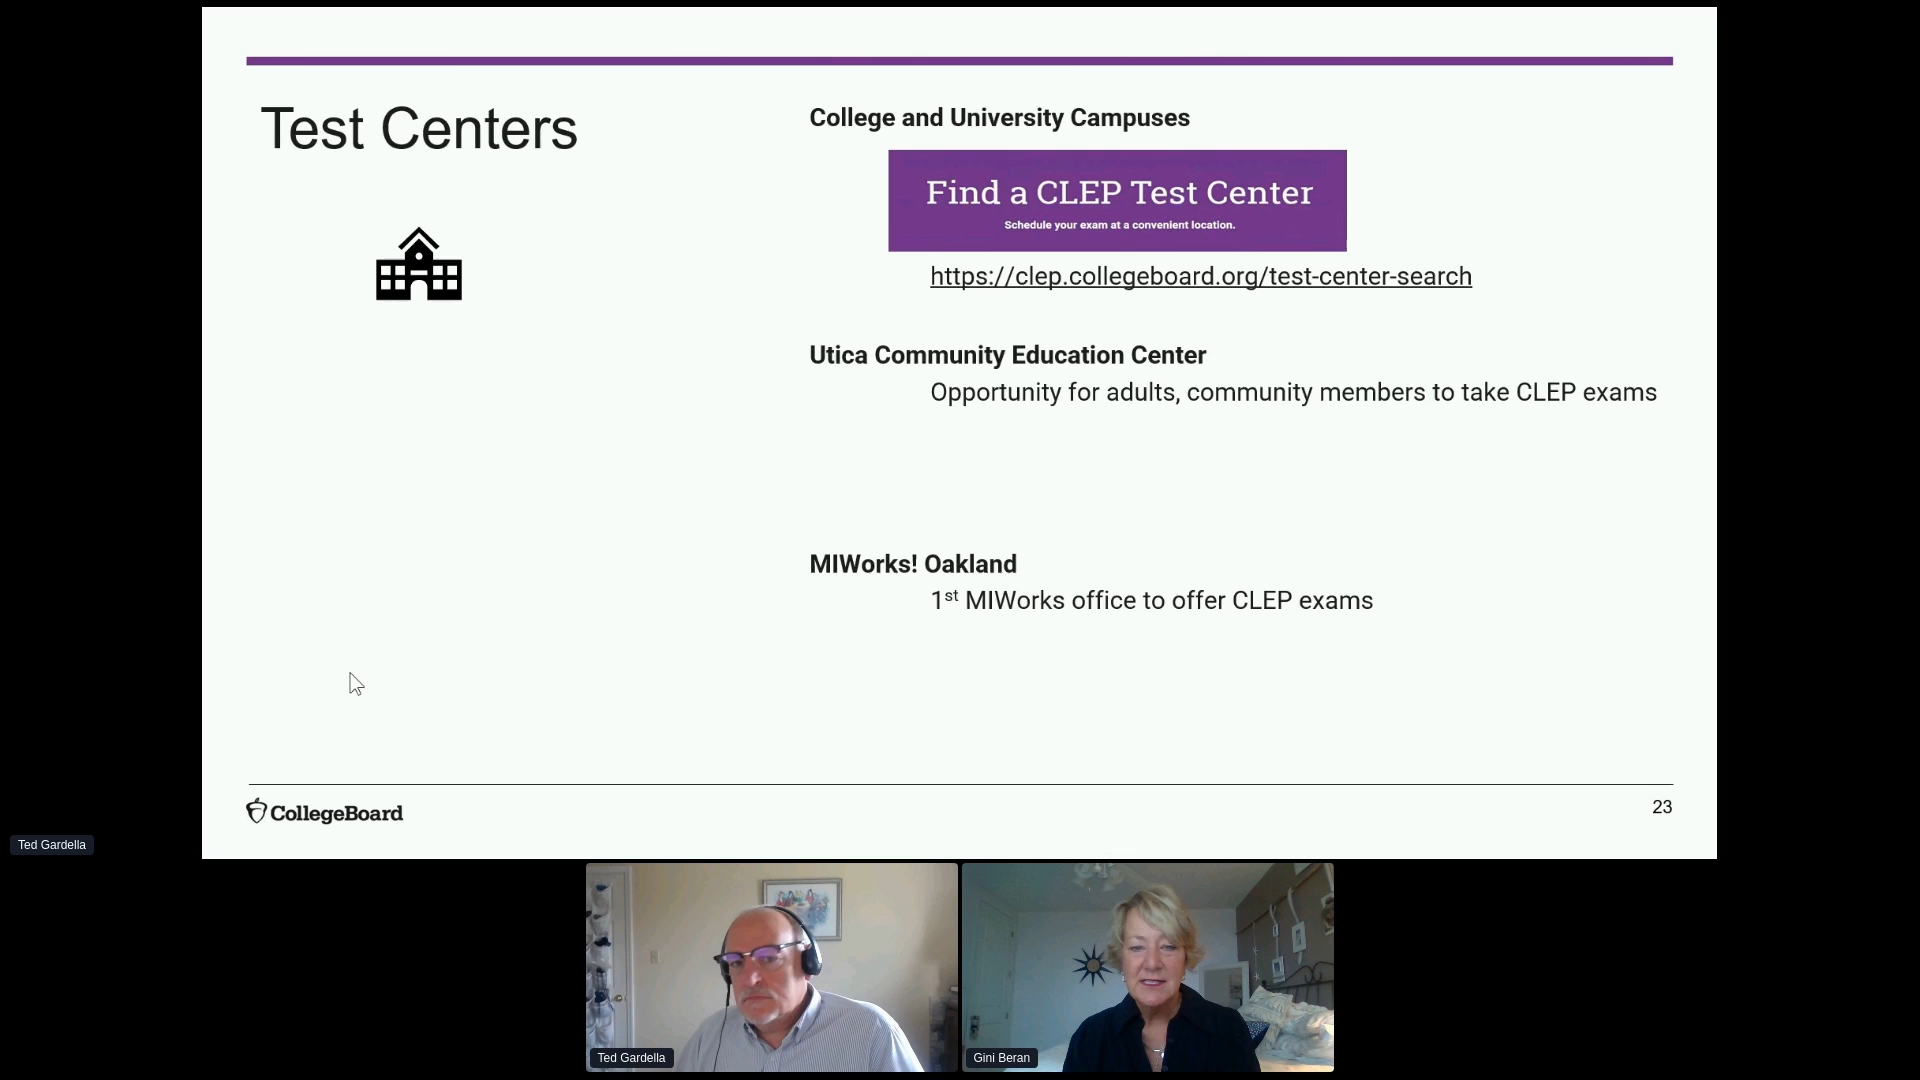 Test Centers
College and University Campuses
Find a CLEP Test Center
Schedule your exam at a convenient location.
https://clep.collegeboard.org/test-center-search
Utica Community Education Center
Opportunity for adults, community members to take CLEP exams
MIWorks! Oakland
1st MIWorks office to offer CLEP exams
CollegeBoard
23
Ted Gardella
Ted Gardella
Gini Beran